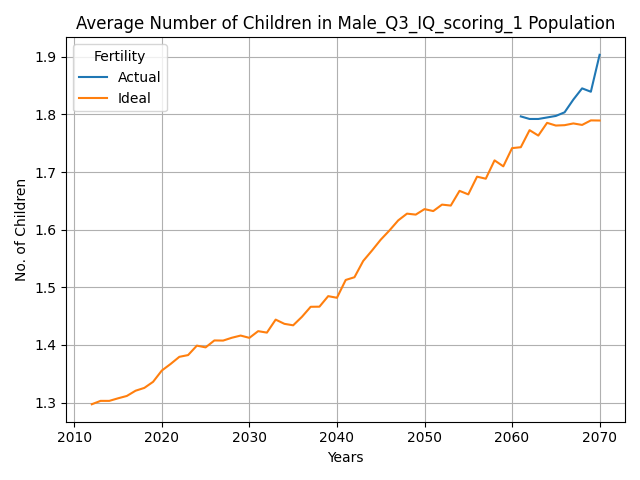 Average Number of Children in Male_Q3_IQ_scoring_1 Population
Fertility
Actual
Ideal
No. of Children
1.9
1.8
1.7
1.6
1.5
1.4
1.3
2010 2020 2030 2040 2050 2060 2070
Years